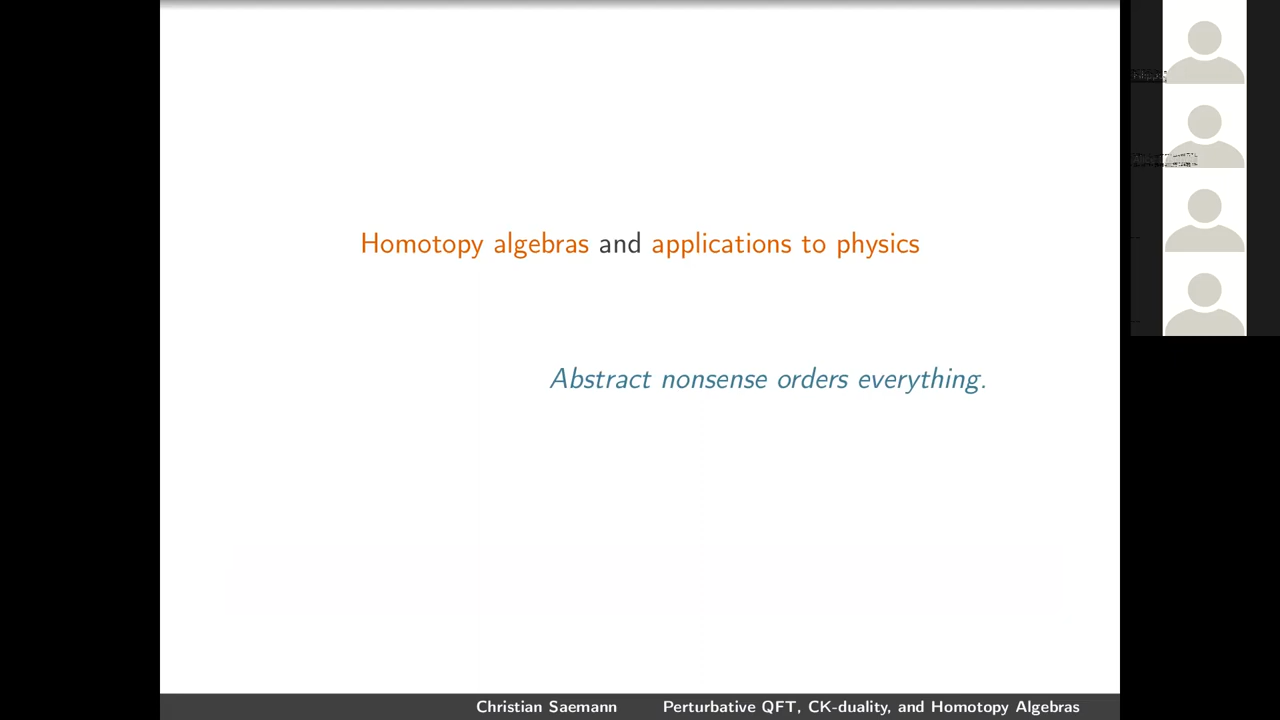 Homotopy algebras and applications to physics
Abstract nonsense orders everything.
Christian Saemann Perturbative QFT, CK-duality, and Homotopy Algebras